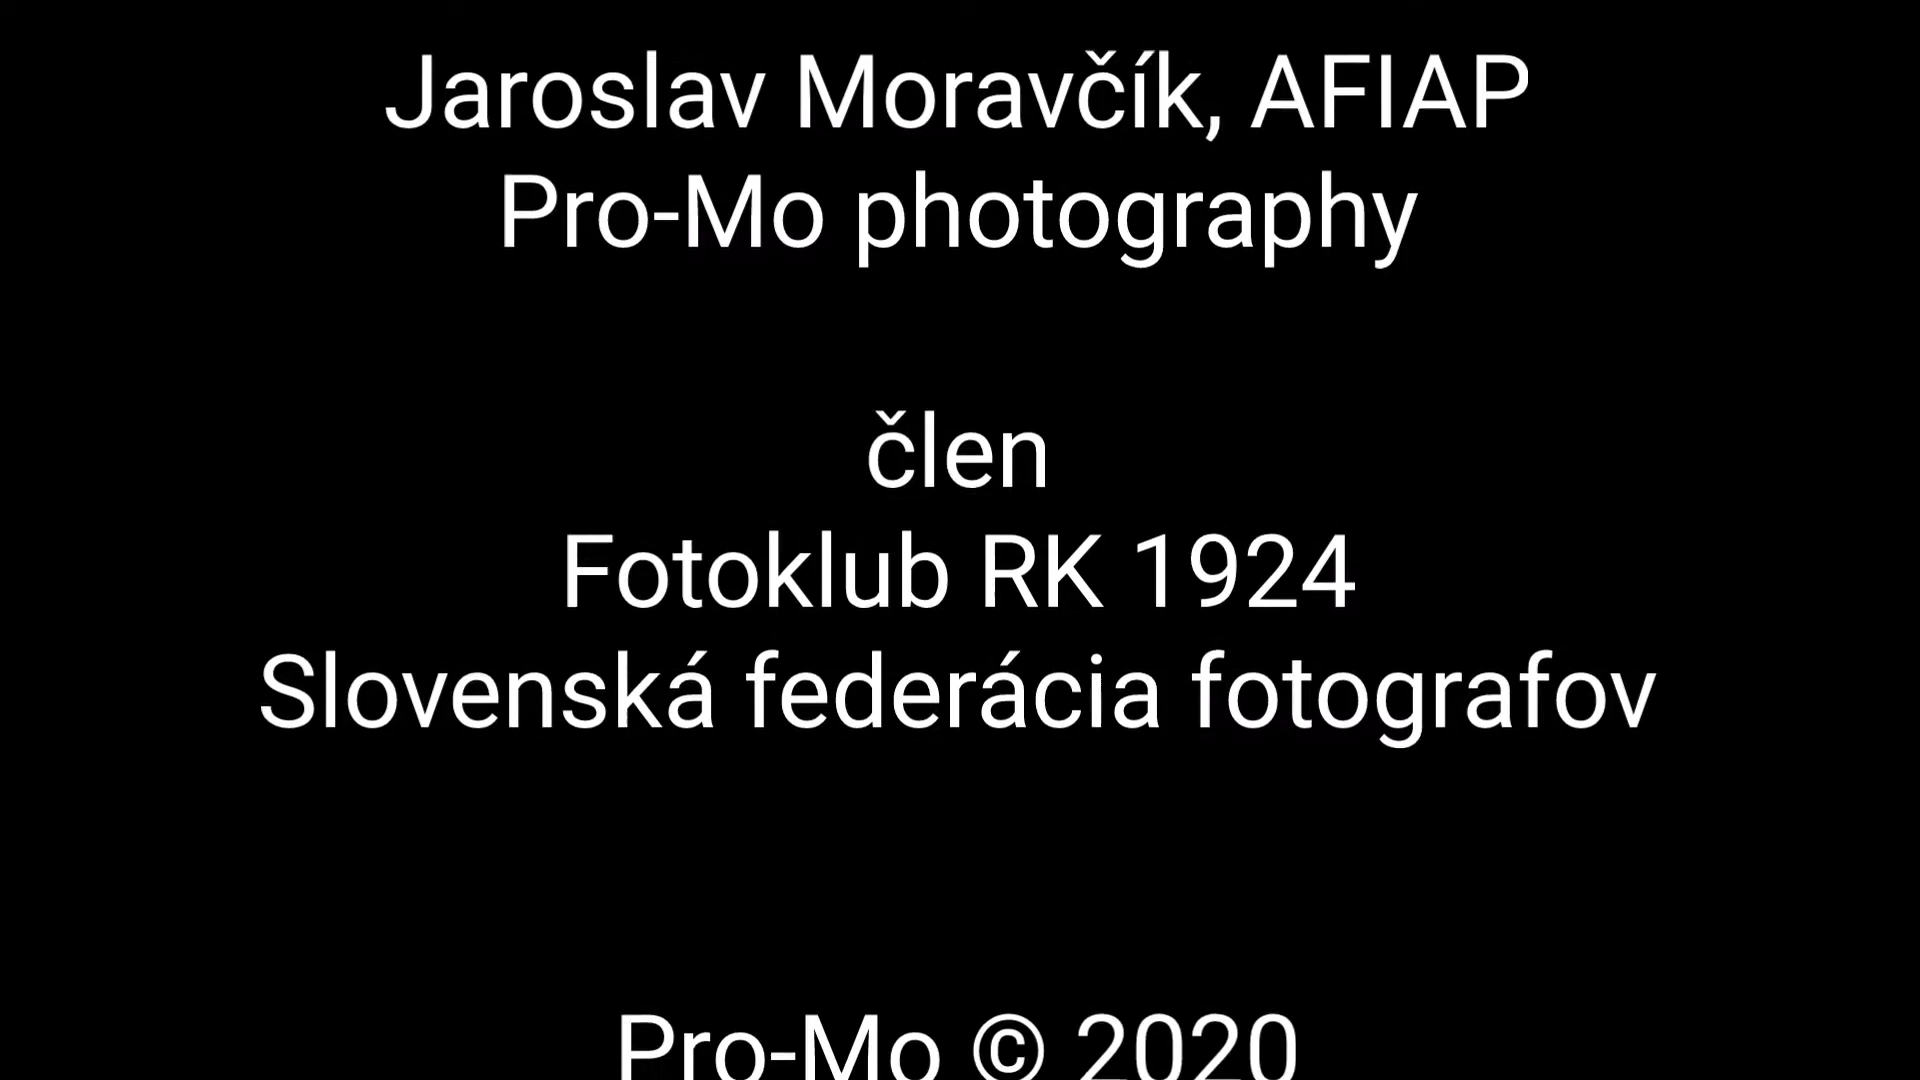 Jaroslav Moravčík, AFIAP
Pro-Mo photography
člen
Fotoklub RK 1924
Slovenská federácia fotografov
Pro-Mo © 2020